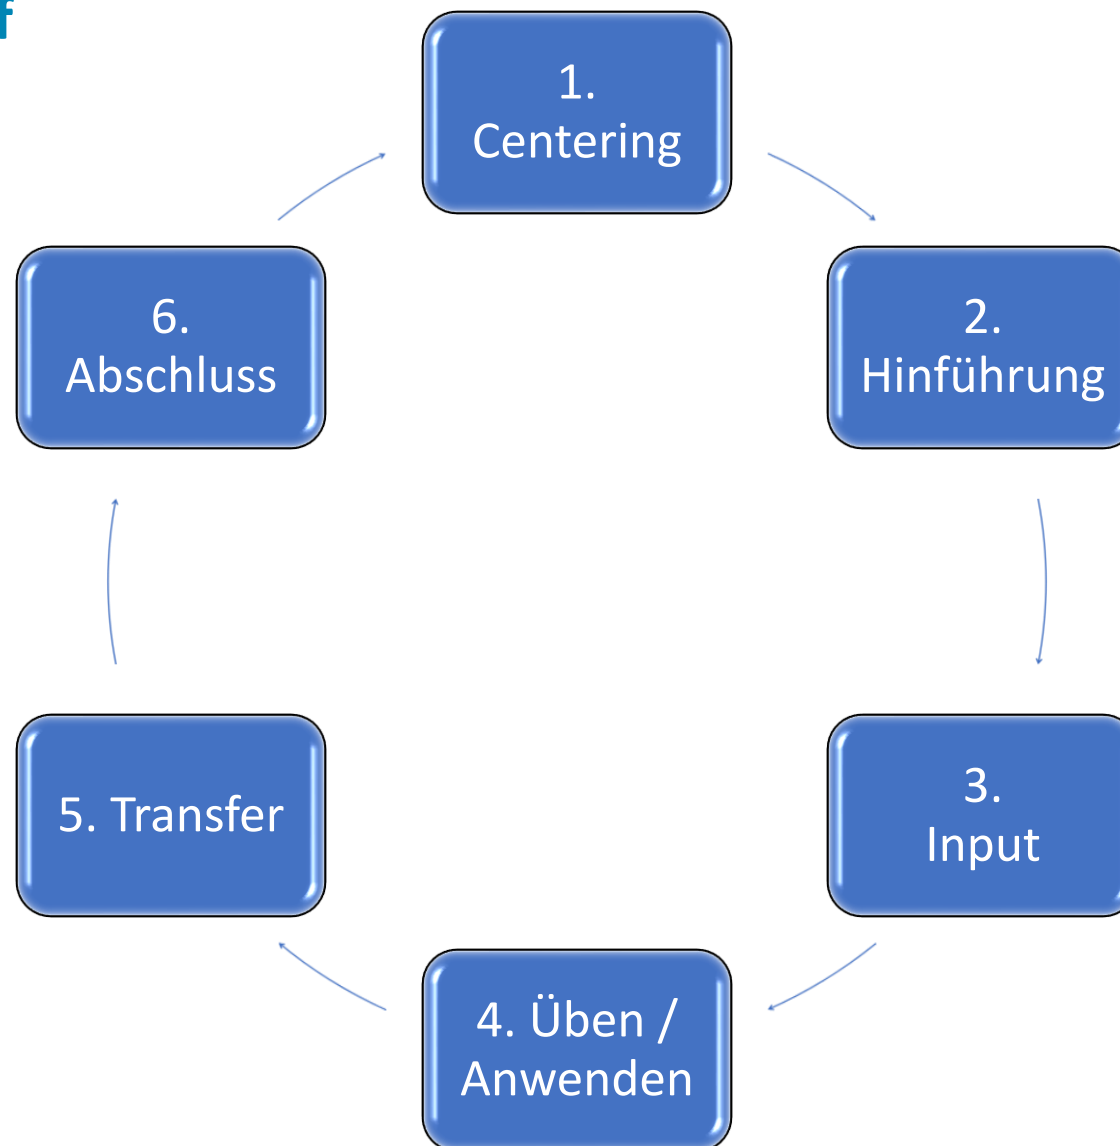 f
1.
Centering
2.
Hinführung
3.
Input
4. Üben /
Anwenden
5. Transfer
6.
Abschluss